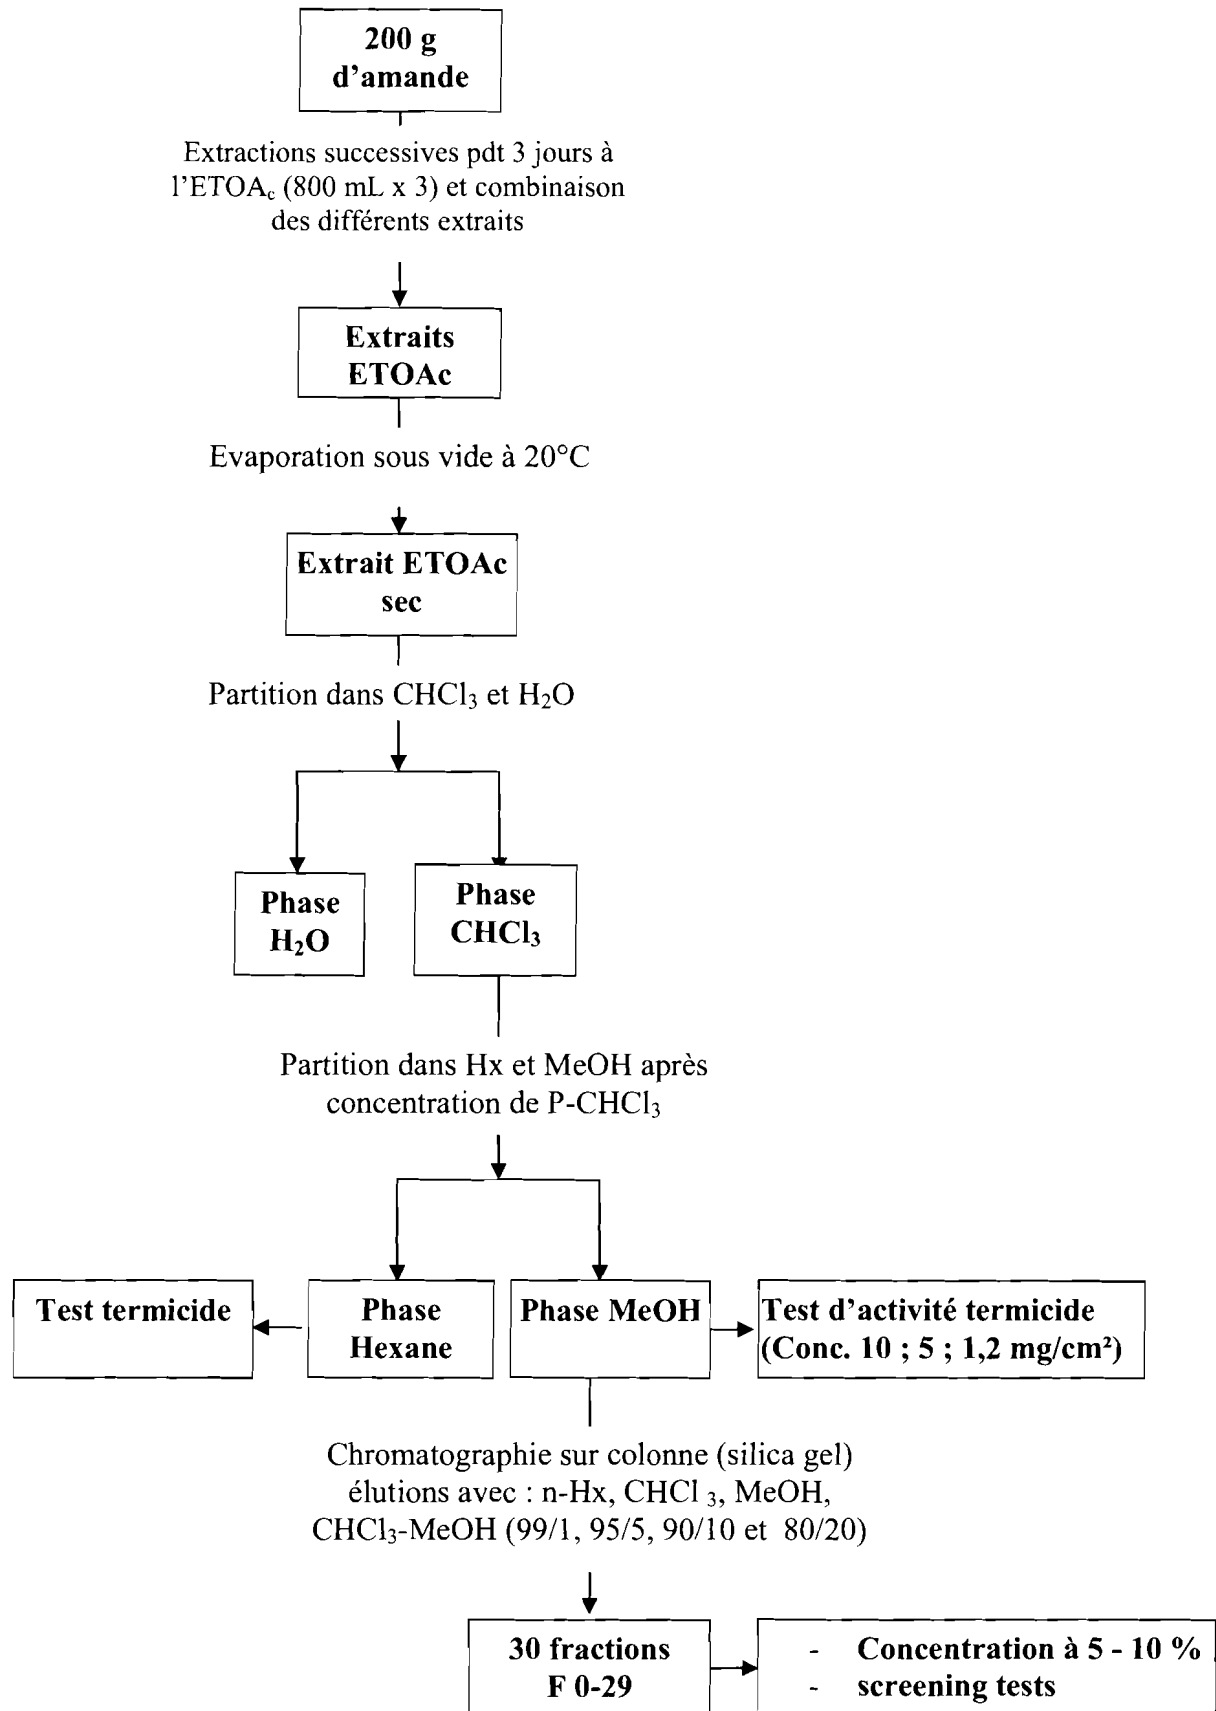 200 g
d'amande
Extractions successives pdt 3 jours à
l'ETOAc (800 mL x 3) et combinaison
des différents extraits
Extraits
ETOAc
Evaporation sous vide à 20°C
Extrait ETOAc
sec
Partition dans CHCl3 et H2O
Phase
H2O
Phase
CHCl3
Partition dans Hx et MeOH après
concentration de P-CHCl3
Test termicide
Phase
Hexane
Phase MeOH
Test d'activité termicide
(Conc. 10 ; 5 ; 1,2 mg/cm²)
Chromatographie sur colonne (silica gel)
élutions avec : n-Hx, CHCl 3, MeOH,
CHCl3-MeOH (99/1, 95/5, 90/10 et 80/20)
30 fractions
F 0-29
- Concentration à 5 - 10 %
- screening tests